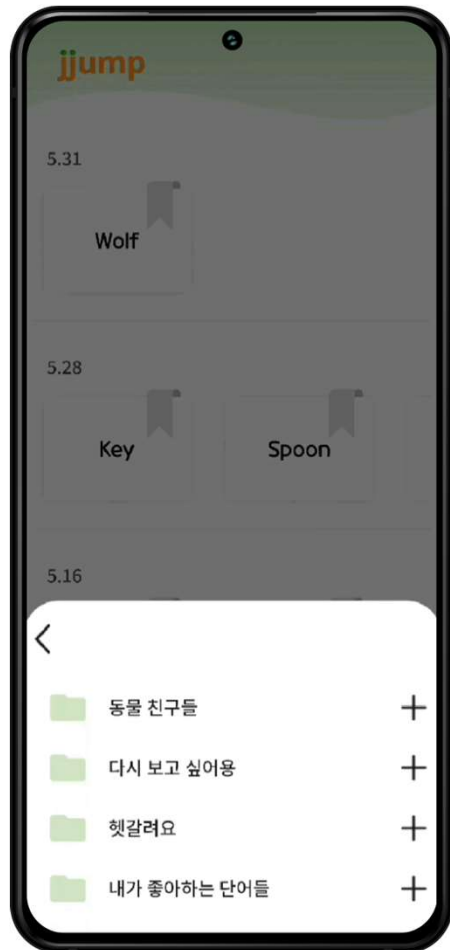 jjump
5.31
Wolf
5.28
Key
Spoon
5.16
동물 친구들
다시 보고 싶어용
헷갈려요
내가 좋아하는 단어들